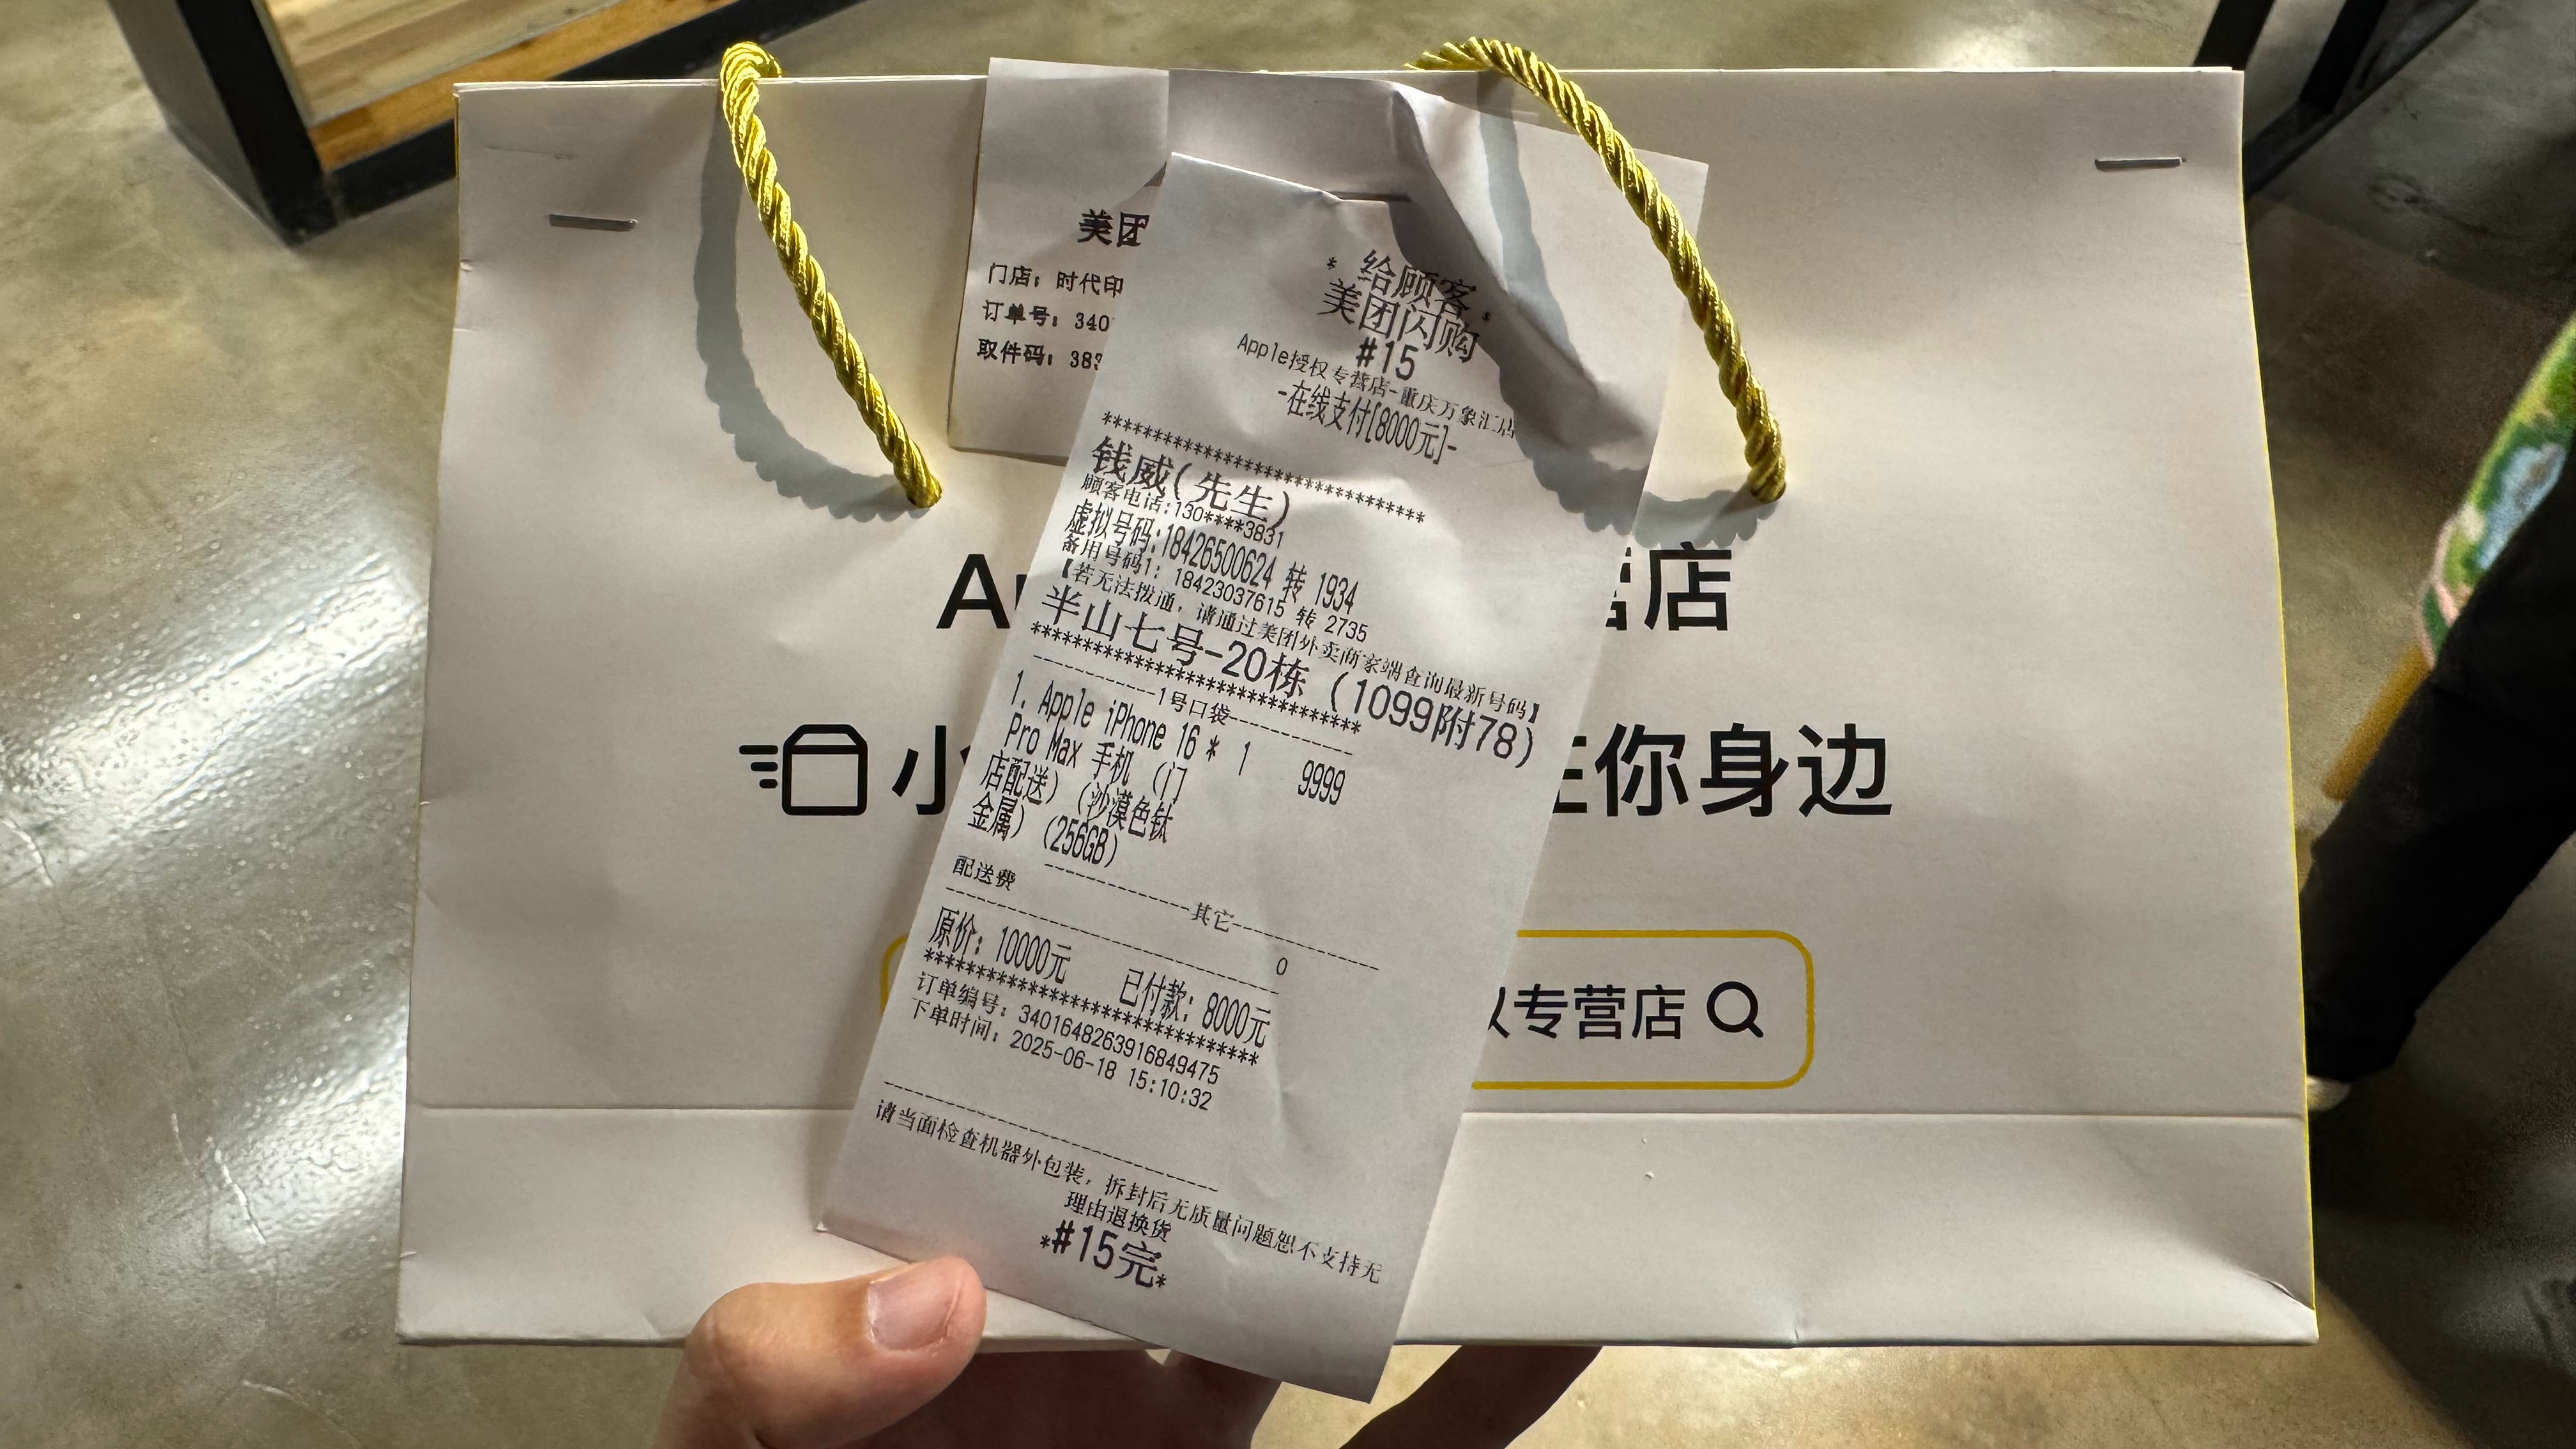 美团
门店：时代印
订单号：340
取件码：383
* 给顾客 *
美团闪购
#15
Apple授权专营店-重庆万象汇店
-在线支付[8000元]-
*******************************
钱威(先生)
顾客电话:130****3831
虚拟号码:18426500624 转 1934
备用号码1: 18423037615 转 2735
【若无法拨通，请通过美团外卖商家端查询最新号码】
半山七号-20栋（1099附78）
*******************************
------------1号口袋------------
1. Apple iPhone 16 * 1 9999
Pro Max 手机 （门
店配送）（沙漠色钛
金属）（256GB）
--------------其它--------------
配送费 0
原价：10000元 已付款：8000元
*******************************
订单编号：3401648263916849475
下单时间：2025-06-18 15:10:32
请当面检查机器外包装，拆封后无质量问题恕不支持无
理由退换货
*#15完*
店
小
你身边
专营店